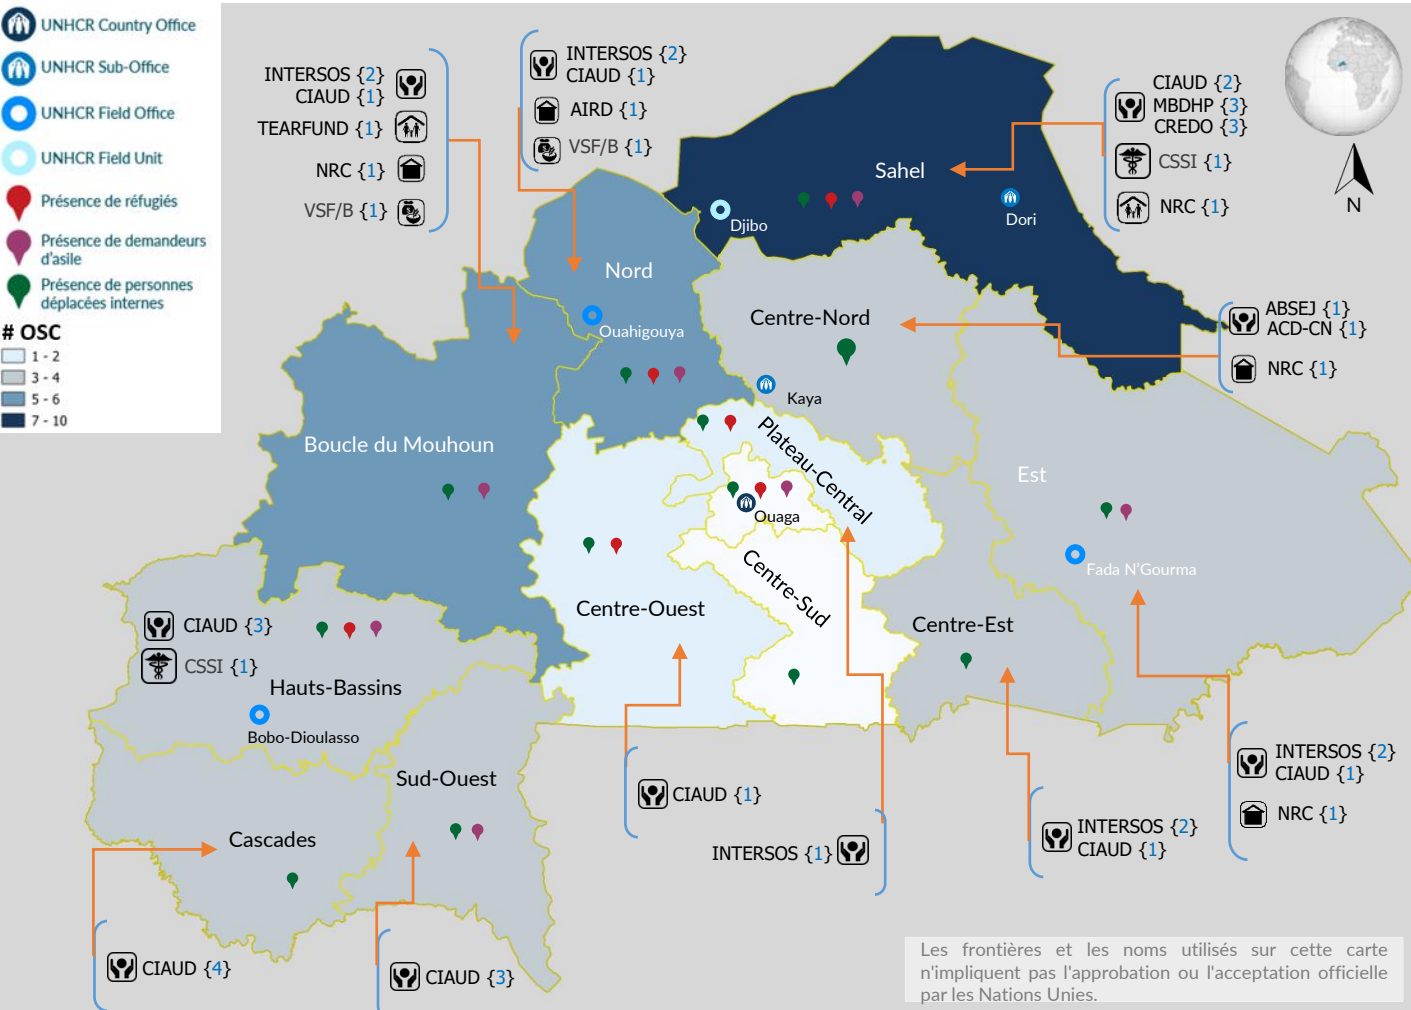 UNHCR Country Office
UNHCR Sub-Office
UNHCR Field Office
UNHCR Field Unit
Présence de réfugiés
Présence de demandeurs
d'asile
Présence de personnes
déplacées internes
# OSC
1 - 2
3 - 4
5 - 6
7 - 10
INTERSOS {2}
CIAUD {1}
TEARFUND {1}
NRC {1}
VSF/B {1}
INTERSOS {2}
CIAUD {1}
AIRD {1}
VSF/B {1}
CIAUD {2}
MBDHP {3}
CREDO {3}
CSSI {1}
NRC {1}
N
Sahel
Djibo
Dori
Nord
Ouahigouya
Centre-Nord
Kaya
ABSEJ {1}
ACD-CN {1}
NRC {1}
Boucle du Mouhoun
Plateau-Central
Ouaga
Est
Fada N'Gourma
Centre-Sud
Centre-Ouest
Centre-Est
CIAUD {3}
CSSI {1}
Hauts-Bassins
Bobo-Dioulasso
Sud-Ouest
Cascades
CIAUD {1}
INTERSOS {1}
INTERSOS {2}
CIAUD {1}
INTERSOS {2}
CIAUD {1}
NRC {1}
CIAUD {4}
CIAUD {3}
Les frontières et les noms utilisés sur cette carte
n'impliquent pas l'approbation ou l'acceptation officielle
par les Nations Unies.